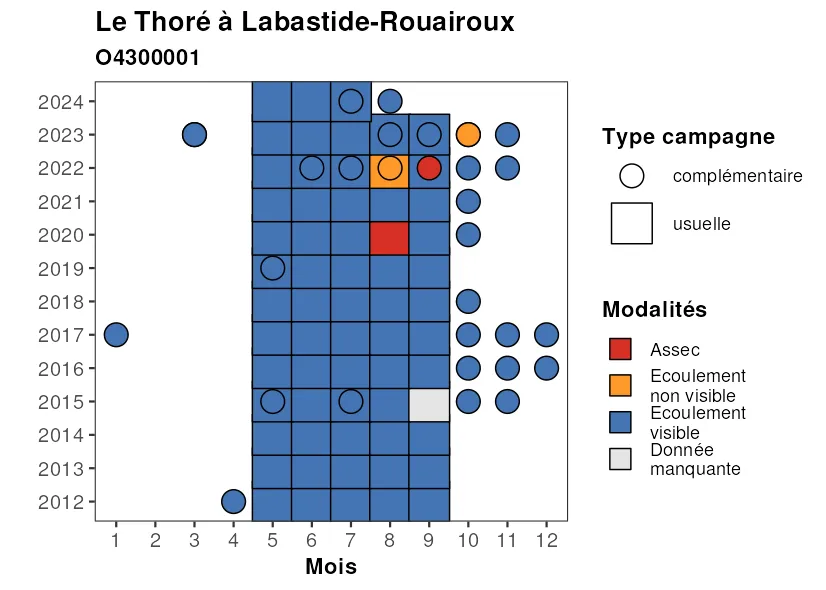 Le Thoré à Labastide-Rouairoux
O4300001
2024
2023
2022
2021
2020
2019
2018
2017
2016
2015
2014
2013
2012
1 2 3 4 5 6 7 8 9 10 11 12
Mois
Type campagne
complémentaire
usuelle
Modalités
Assec
Ecoulement
non visible
Ecoulement
visible
Donnée
manquante